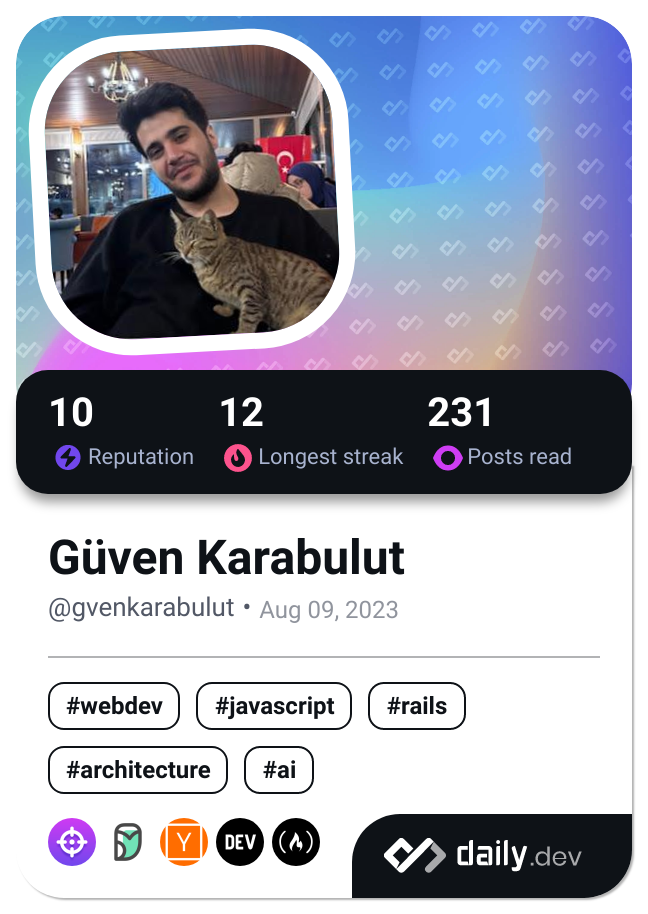 10 12 231
Reputation Longest streak Posts read
Güven Karabulut
@gvenkarabulut • Aug 09, 2023
#webdev #javascript #rails
#architecture #ai
Y DEV daily.dev